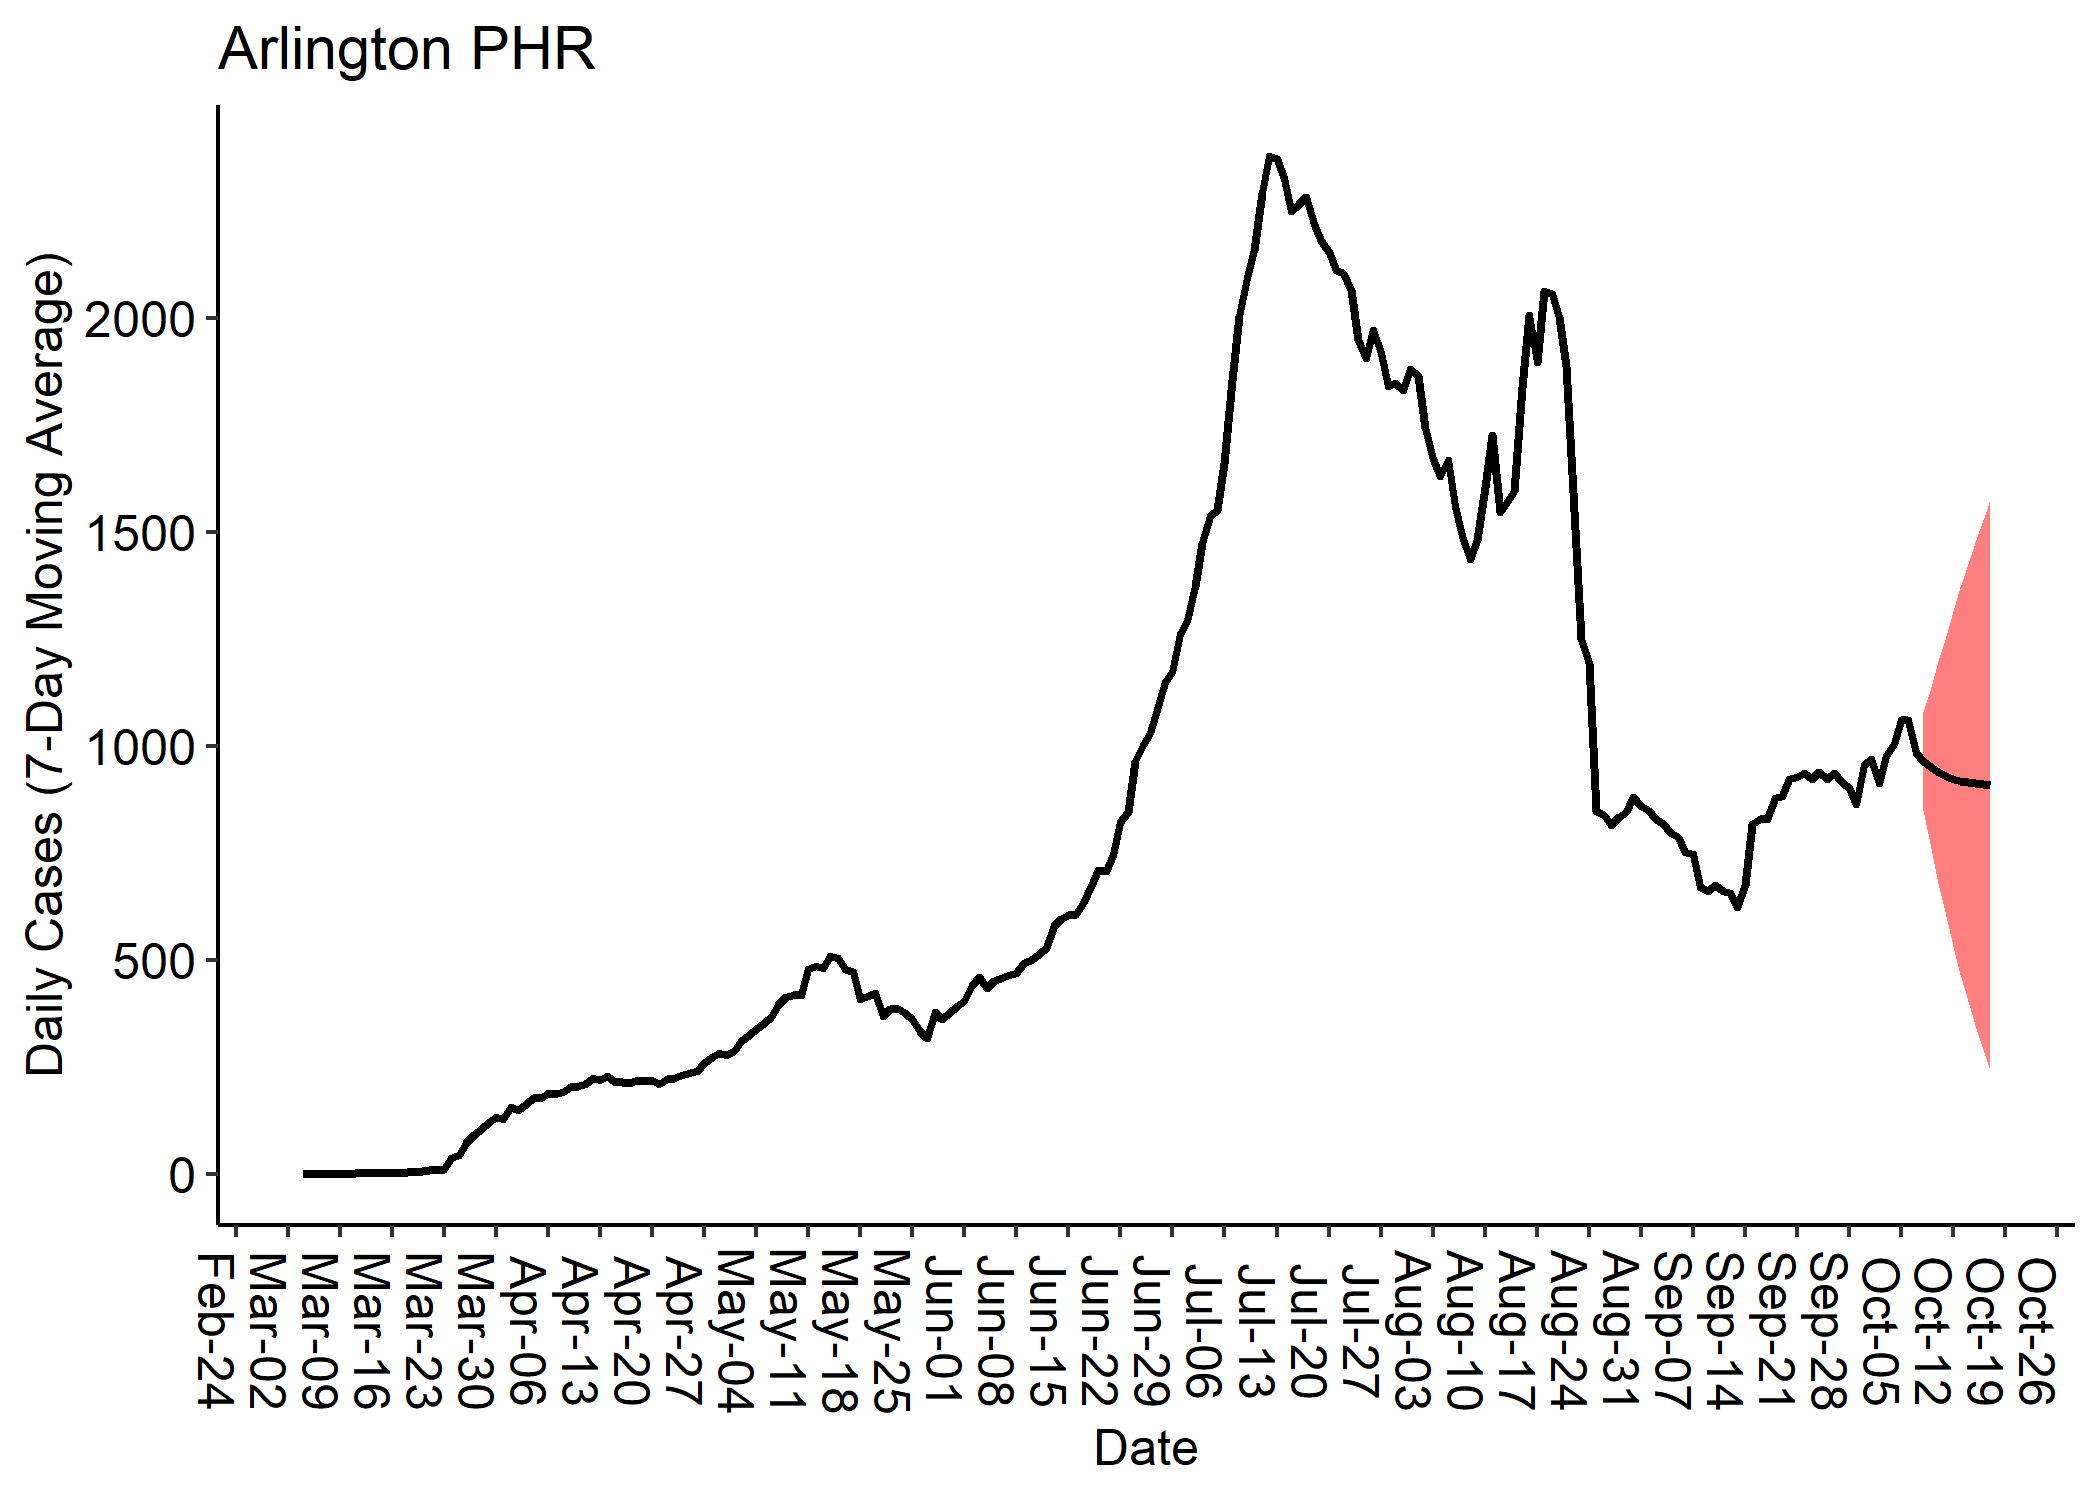 Arlington PHR
Daily Cases (7-Day Moving Average)
2000
1500
1000
500
0
Feb-24
Mar-02
Mar-09
Mar-16
Mar-23
Mar-30
Apr-06
Apr-13
Apr-20
Apr-27
May-04
May-11
May-18
May-25
Jun-01
Jun-08
Jun-15
Jun-22
Jun-29
Jul-06
Jul-13
Jul-20
Jul-27
Aug-03
Aug-10
Aug-17
Aug-24
Aug-31
Sep-07
Sep-14
Sep-21
Sep-28
Oct-05
Oct-12
Oct-19
Oct-26
Date